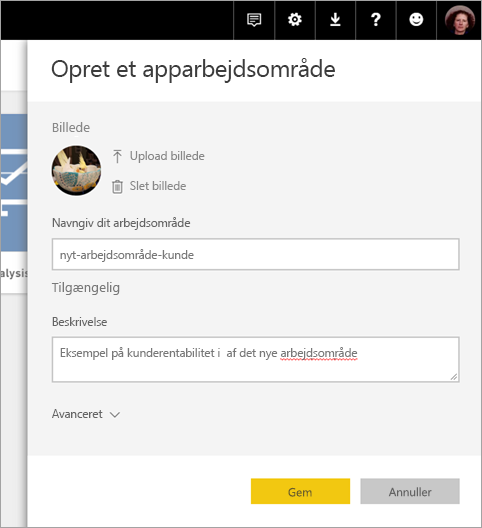 Opret et apparbejdsområde
Billede
Upload billede
Slet billede
Navngiv dit arbejdsområde
nyt-arbejdsområde-kunde
Tilgængelig
alysis
Beskrivelse
Eksempel på kunderentabilitet i  af det nye arbejdsområde
Avanceret
Gem
Annuller